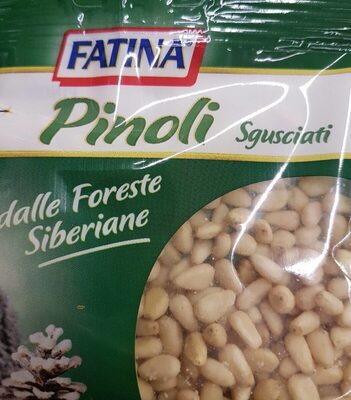 FATINA
Pinoli Sgusciati
dalle Foreste
Siberiane